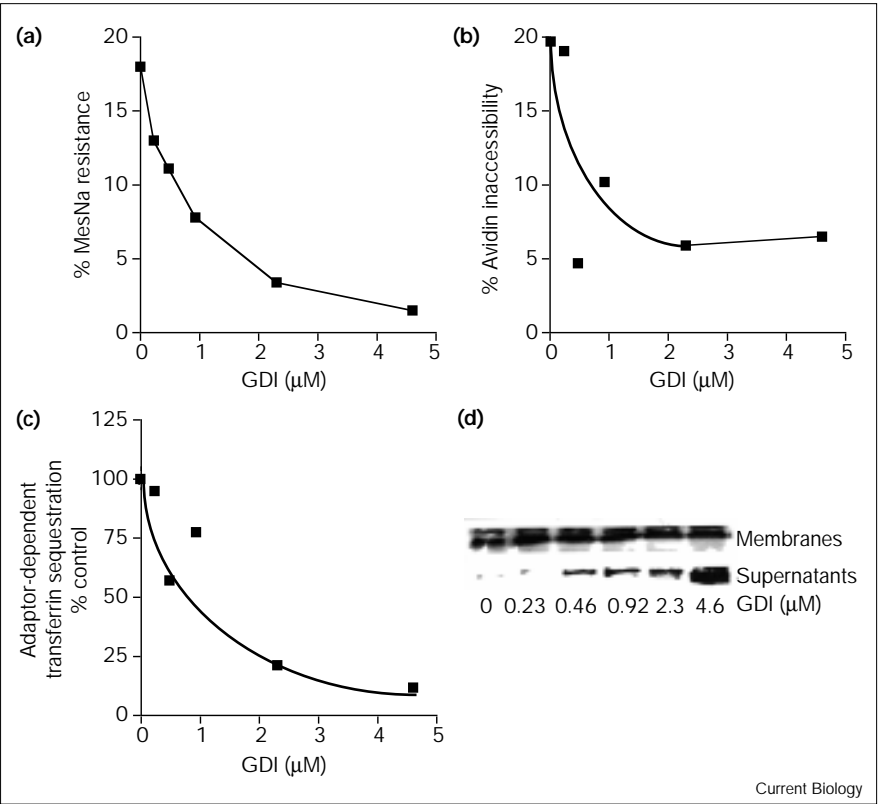 (a)
20
15
10
5
0
% MesNa resistance
0 1 2 3 4 5
GDI (μM)
(b)
20
15
10
5
0
% Avidin inaccessibility
0 1 2 3 4 5
GDI (μM)
(c)
125
100
75
50
25
0
Adaptor-dependent
transferrin sequestration
% control
0 1 2 3 4 5
GDI (μM)
(d)
Membranes
Supernatants
0 0.23 0.46 0.92 2.3 4.6 GDI (μM)
Current Biology